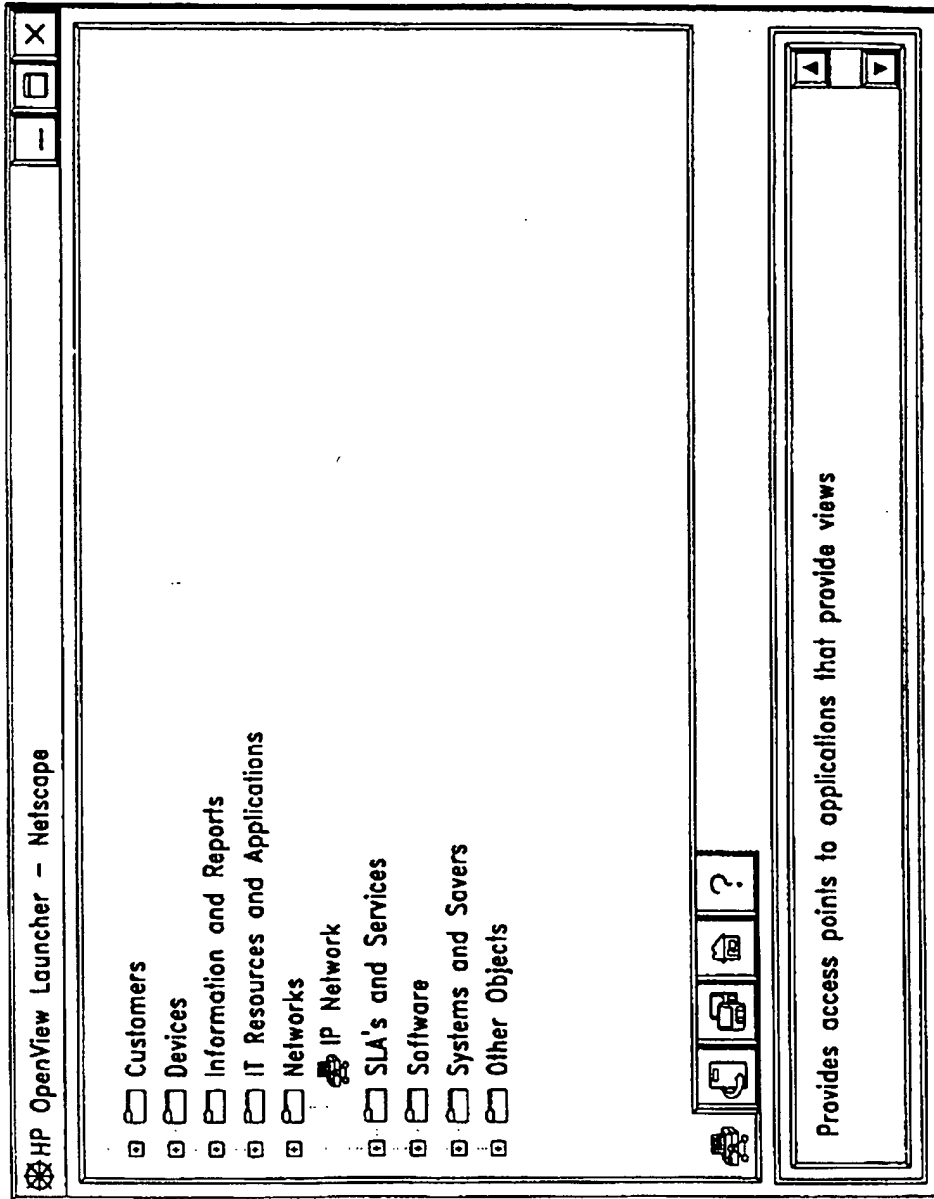 HP OpenView Launcher – Netscape
Customers
Devices
Information and Reports
IT Resources and Applications
Networks
IP Network
SLA's and Services
Software
Systems and Savers
Other Objects
?
Provides access points to applications that provide views